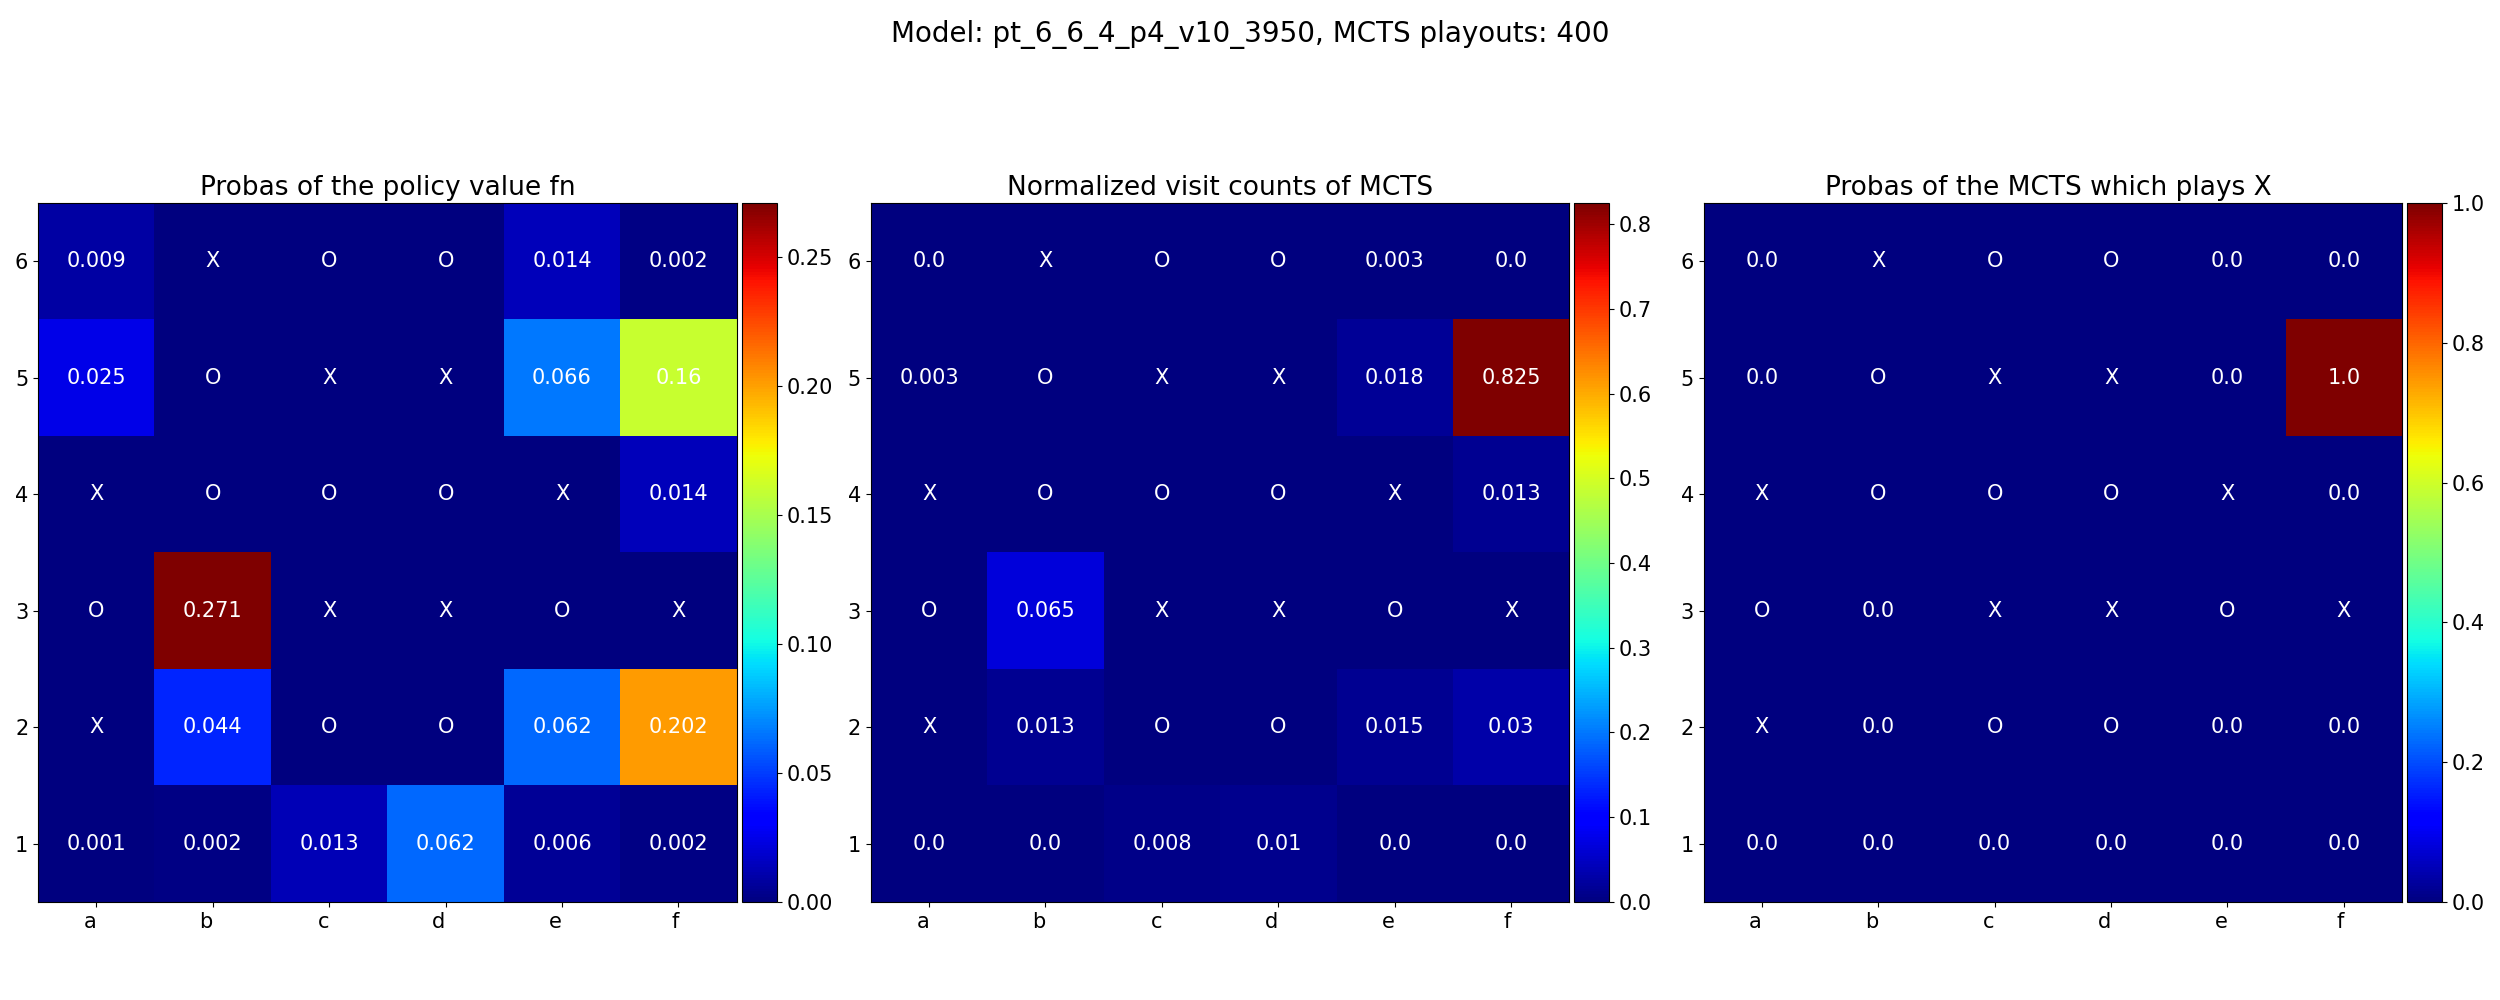 Model: pt_6_6_4_p4_v10_3950, MCTS playouts: 400
Probas of the policy value fn
6 0.009 X O O 0.014 0.002
5 0.025 O X X 0.066 0.16
4 X O O O X 0.014
3 O 0.271 X X O X
2 X 0.044 O O 0.062 0.202
1 0.001 0.002 0.013 0.062 0.006 0.002
a b c d e f
0.25
0.20
0.15
0.10
0.05
0.00
Normalized visit counts of MCTS
6 0.0 X O O 0.003 0.0
5 0.003 O X X 0.018 0.825
4 X O O O X 0.013
3 O 0.065 X X O X
2 X 0.013 O O 0.015 0.03
1 0.0 0.0 0.008 0.01 0.0 0.0
a b c d e f
0.8
0.7
0.6
0.5
0.4
0.3
0.2
0.1
0.0
Probas of the MCTS which plays X
6 0.0 X O O 0.0 0.0
5 0.0 O X X 0.0 1.0
4 X O O O X 0.0
3 O 0.0 X X O X
2 X 0.0 O O 0.0 0.0
1 0.0 0.0 0.0 0.0 0.0 0.0
a b c d e f
1.0
0.8
0.6
0.4
0.2
0.0